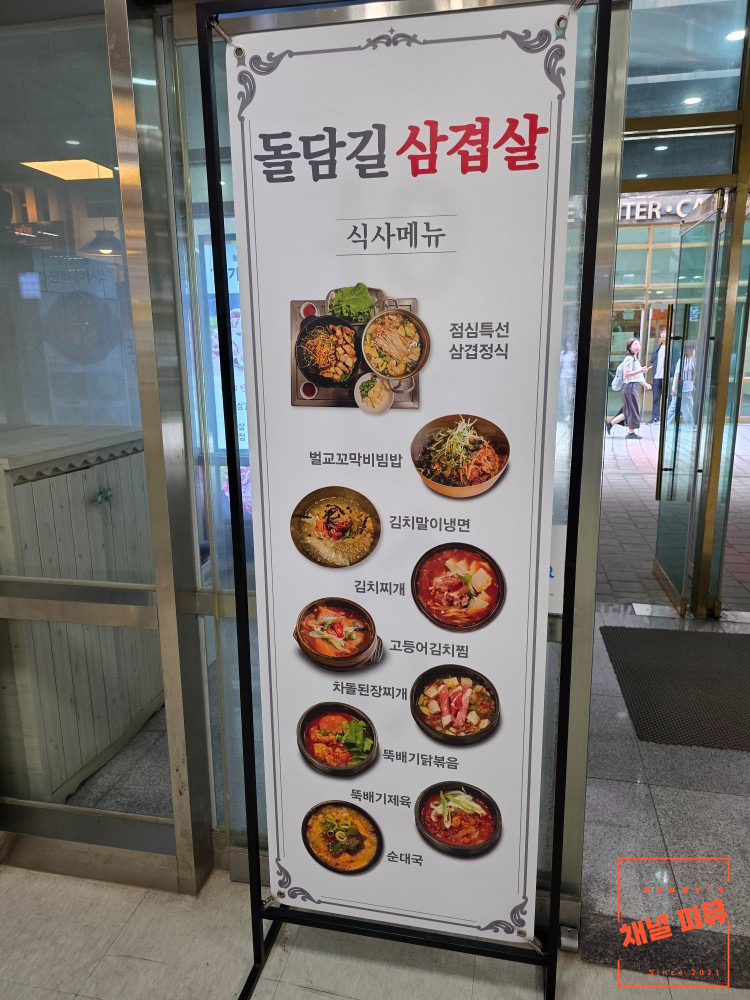 돌담길 삼겹살
식사메뉴
점심특선
삼겹정식
벌교꼬막비빔밥
김치말이냉면
김치찌개
고등어김치찜
차돌된장찌개
뚝배기닭볶음
뚝배기제육
순대국
채널 피뮤
Since 2021